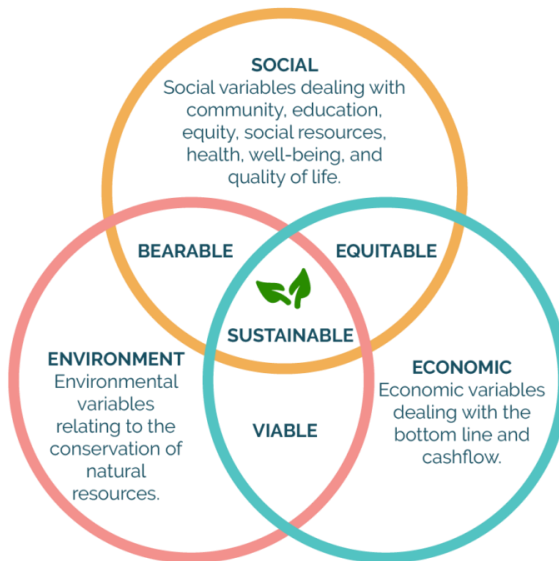 SOCIAL
Social variables dealing with
community, education,
equity, social resources,
health, well-being, and
quality of life.
BEARABLE
EQUITABLE
SUSTAINABLE
ENVIRONMENT
Environmental
variables
relating to the
conservation of
natural
resources.
ECONOMIC
Economic variables
dealing with the
bottom line and
cashflow.
VIABLE